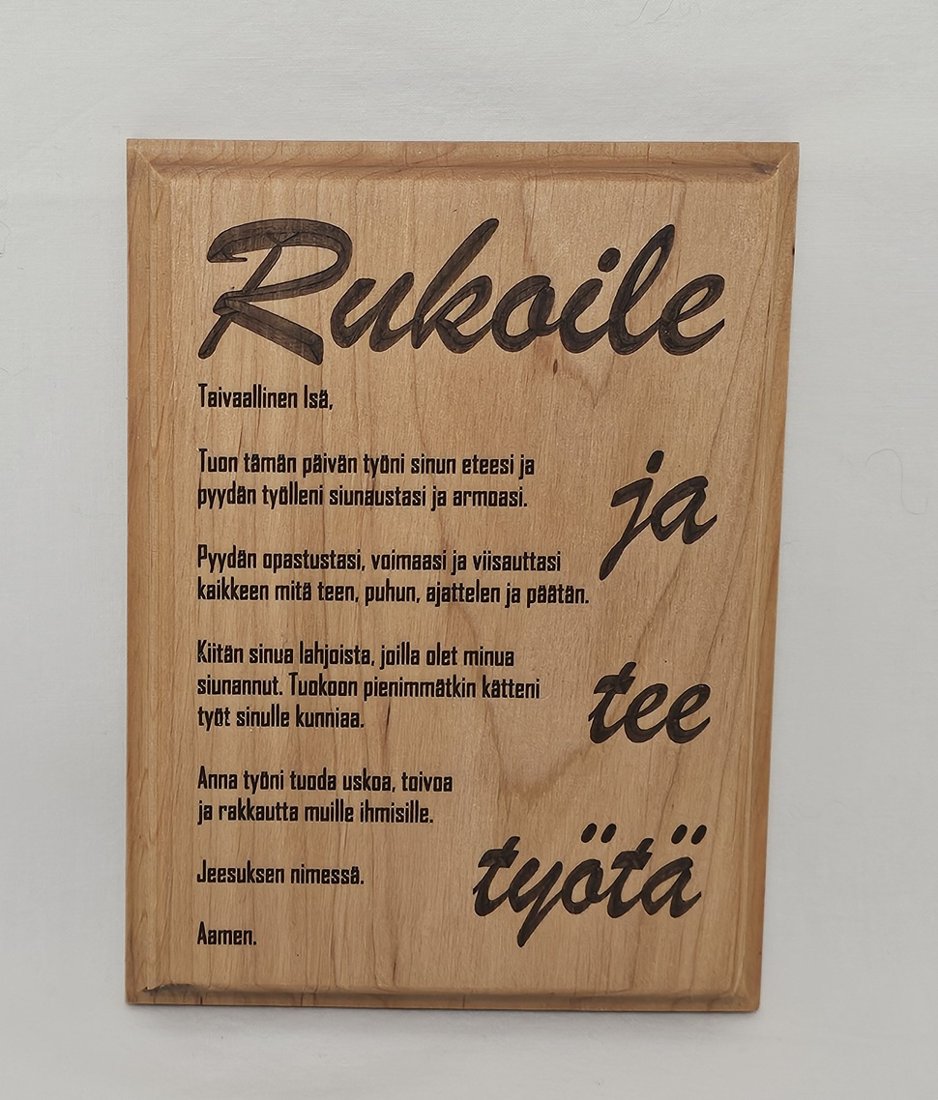 Rukoile
ja
tee
työtä
Taivaallinen Isä,
Tuon tämän päivän työni sinun eteesi ja
pyydän työlleni siunaustasi ja armoasi.
Pyydän opastustasi, voimaasi ja viisauttasi
kaikkeen mitä teen, puhun, ajattelen ja päätän.
Kiitän sinua lahjoista, joilla olet minua
siunannut. Tuokoon pienimmätkin kätteni
työt sinulle kunniaa.
Anna työni tuoda uskoa, toivoa
ja rakkautta muille ihmisille.
Jeesuksen nimessä.
Aamen.